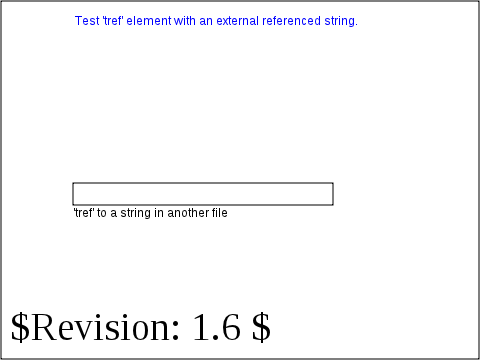 Test 'tref' element with an external referenced string.
'tref' to a string in another file
$Revision: 1.6 $